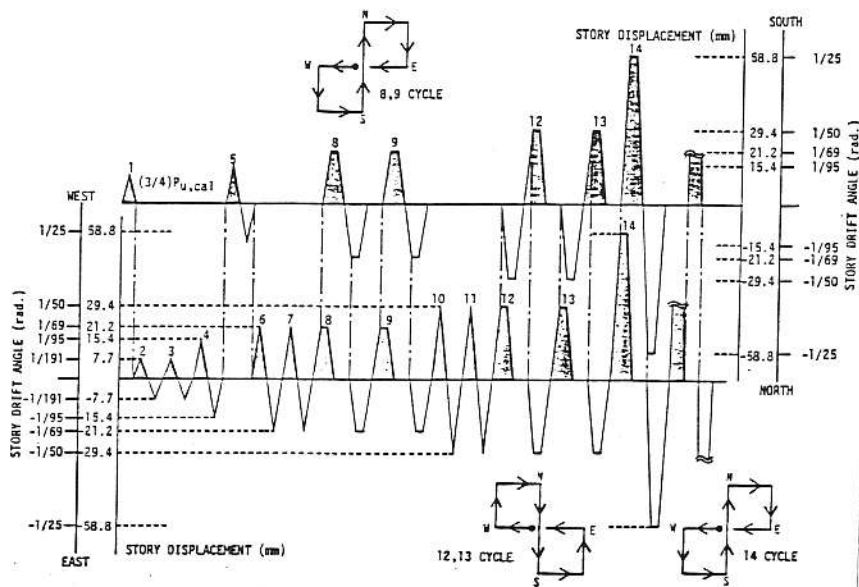 SOUTH
STORY DISPLACEMENT (mm)
N
W
E
S
8,9 CYCLE
14
58.8
1/25
12
13
29.4
1/50
8
9
21.2
1/69
5
15.4
1/95
1
(3/4)Pu,cal
STORY DRIFT ANGLE (rad.)
WEST
1/25
58.8
14
-15.4
-1/95
-21.2
-1/69
-29.4
-1/50
1/50
29.4
10
11
12
13
1/69
21.2
6
7
8
9
1/95
15.4
4
1/191
7.7
2
3
-58.8
-1/25
NORTH
STORY DRIFT ANGLE (rad.)
-1/191
-7.7
-1/95
-15.4
-1/69
-21.2
-1/50
-29.4
W
E
S
12,13 CYCLE
N
W
E
S
14 CYCLE
-1/25
-58.8
EAST
STORY DISPLACEMENT (mm)